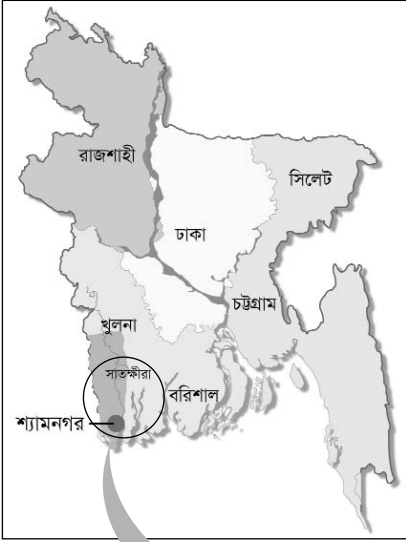 রাজশাহী
সিলেট
ঢাকা
চট্টগ্রাম
খুলনা
সাতক্ষীরা
বরিশাল
শ্যামনগর